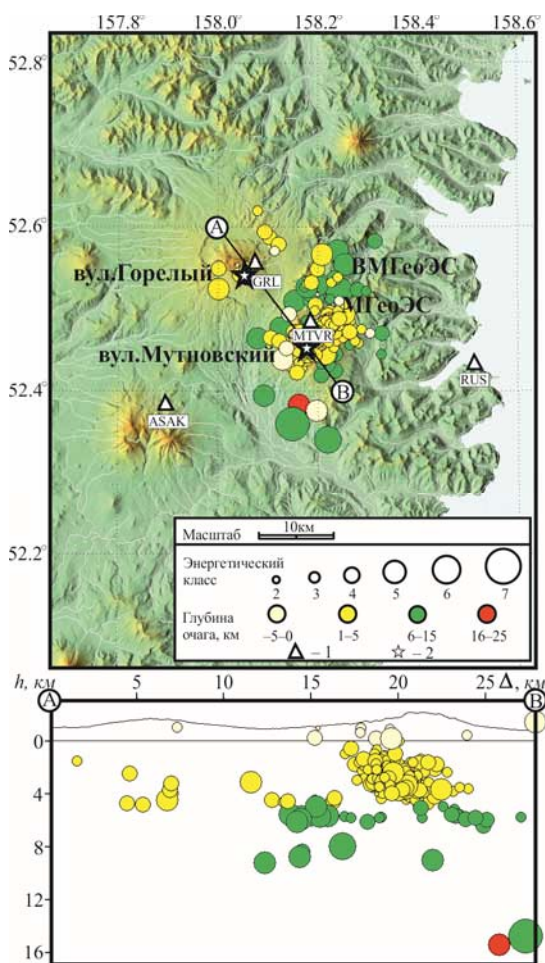 157.8° 158.0° 158.2° 158.4° 158.6°
52.8°
52.6°
А
вул.Горелый
GRL
ВМГеоЭС
МГеоЭС
MTVR
вул.Мутновский
В
RUS
52.4°
ASAK
52.2°
Масштаб 10км
Энергетический класс
2 3 4 5 6 7
Глубина очага, км
–5–0 1–5 6–15 16–25
– 1 – 2
h, км 5 10 15 20 25 Δ, км
А В
0
4
8
12
16